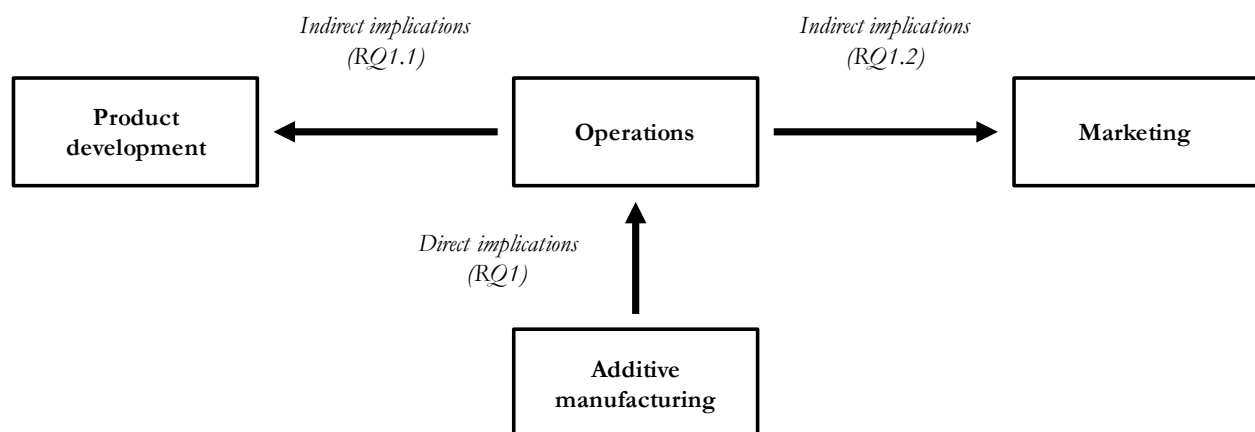 Indirect implications
(RQ1.1)
Indirect implications
(RQ1.2)
Product
development
Operations
Marketing
Direct implications
(RQ1)
Additive
manufacturing